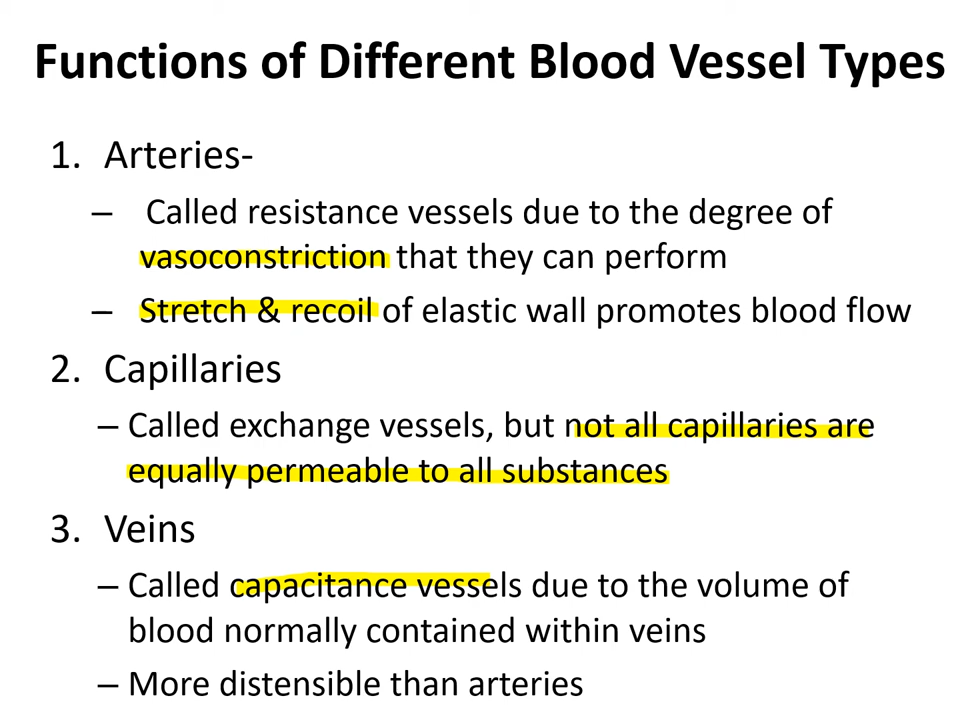 Functions of Different Blood Vessel Types
1. Arteries-
– Called resistance vessels due to the degree of
vasoconstriction that they can perform
– Stretch & recoil of elastic wall promotes blood flow
2. Capillaries
– Called exchange vessels, but not all capillaries are
equally permeable to all substances
3. Veins
– Called capacitance vessels due to the volume of
blood normally contained within veins
– More distensible than arteries